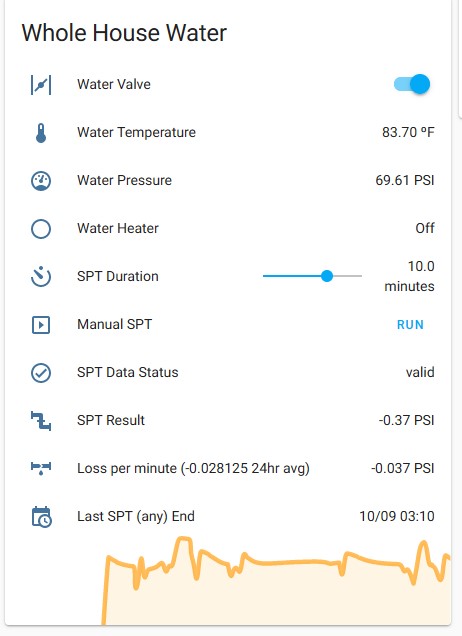 Whole House Water
Water Valve
Water Temperature 83.70 ºF
Water Pressure 69.61 PSI
Water Heater Off
SPT Duration 10.0
minutes
Manual SPT RUN
SPT Data Status valid
SPT Result -0.37 PSI
Loss per minute (-0.028125 24hr avg) -0.037 PSI
Last SPT (any) End 10/09 03:10